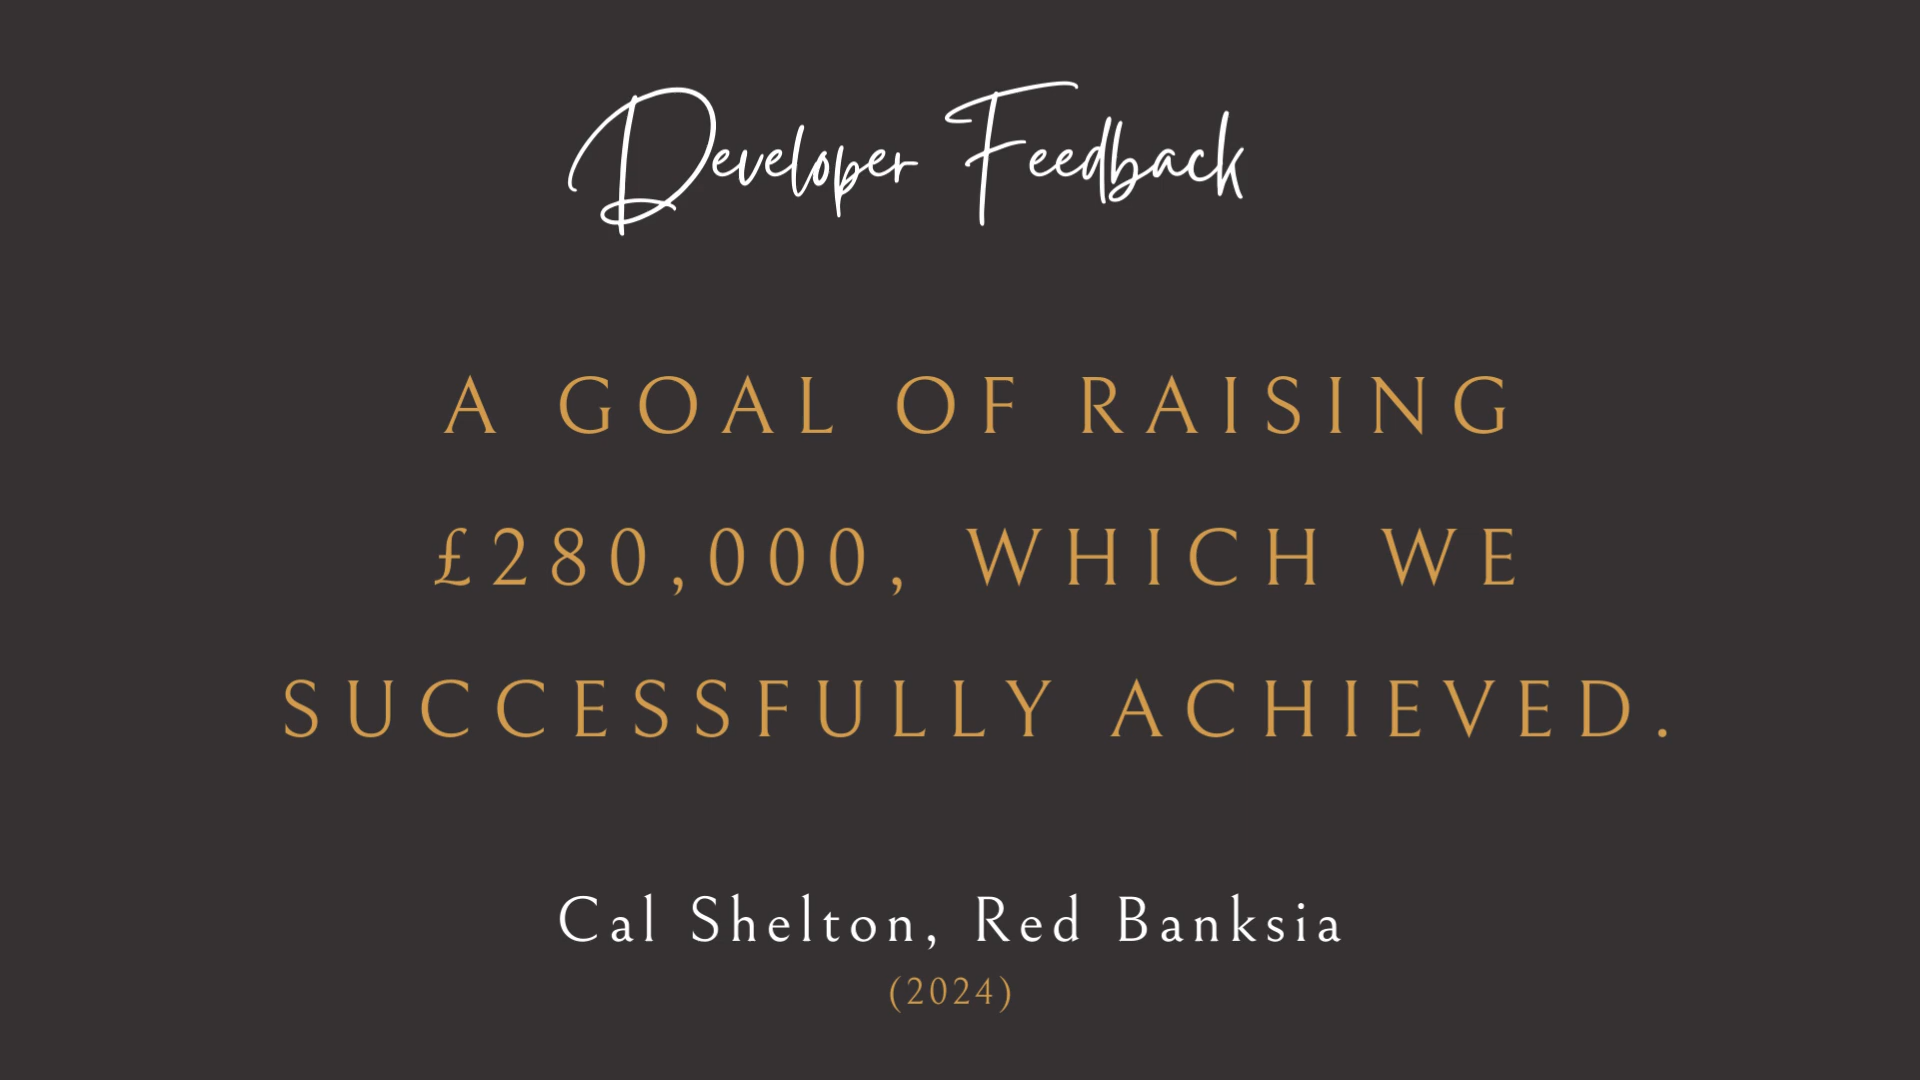 Developer Feedback
A GOAL OF RAISING
£280,000, WHICH WE
SUCCESSFULLY ACHIEVED.
Cal Shelton, Red Banksia
(2024)